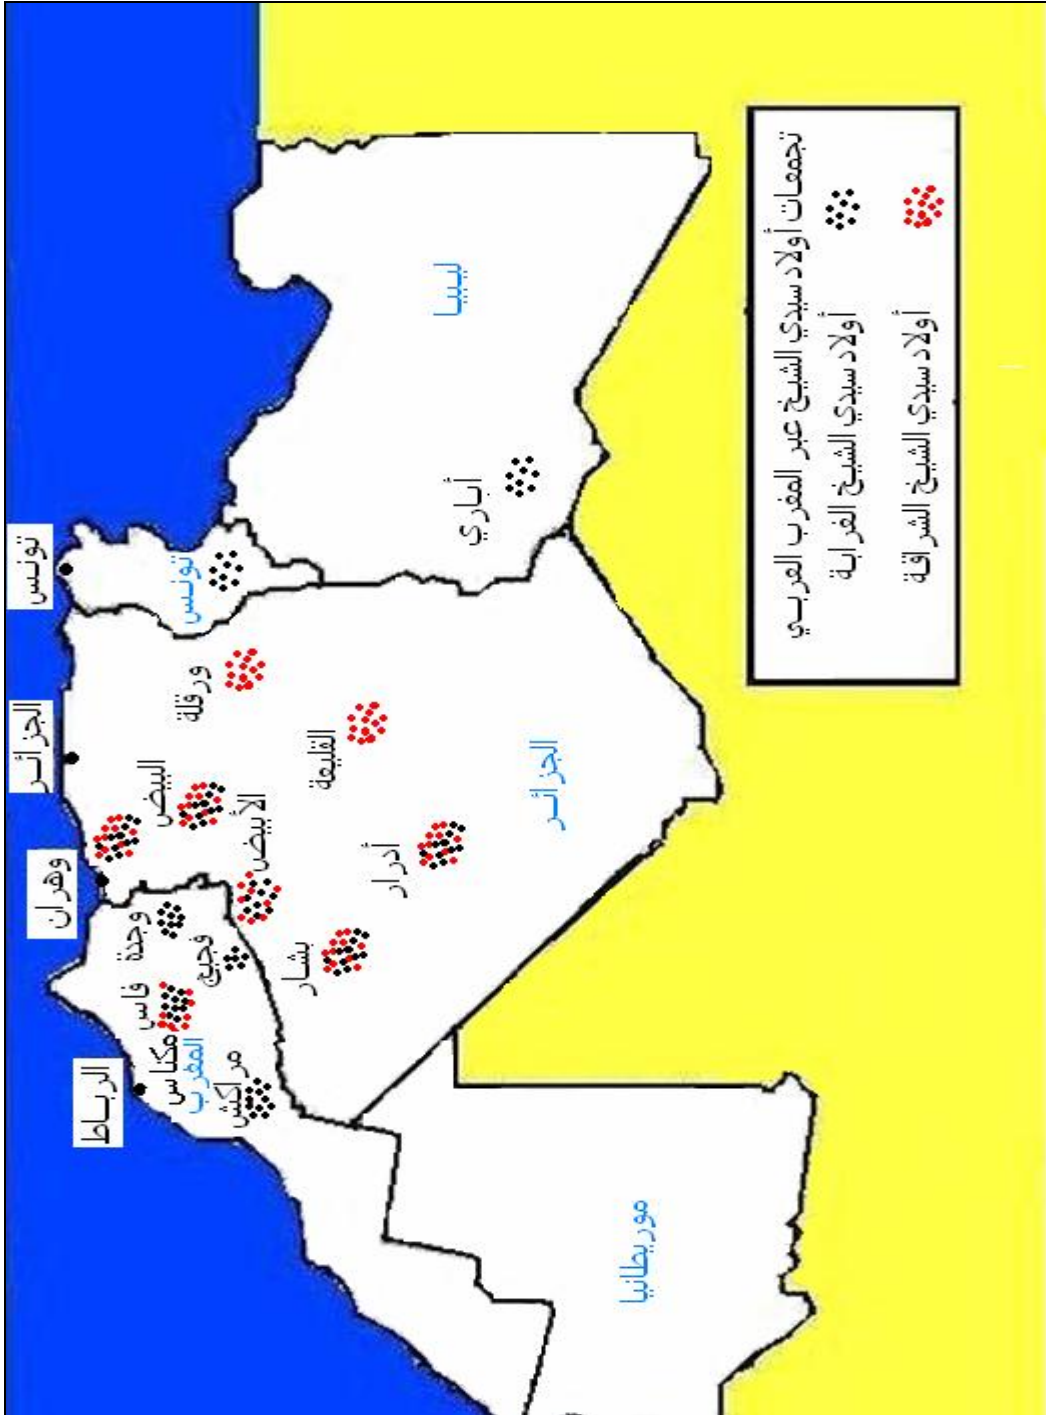 تجمعات أولاد سيدي الشيخ عبر المغرب العربي
أولاد سيدي الشيخ الغرابة
أولاد سيدي الشيخ الشراقة
تونس
الجزائر
وهران
الرباط
ليبيا
أباري
تونس
ورقلة
القليعة
البيض
الأبيض
الجزائر
أدرار
بشار
وجدة
فجيج
فاس
مكناس
المغرب
مراكش
موريطانيا